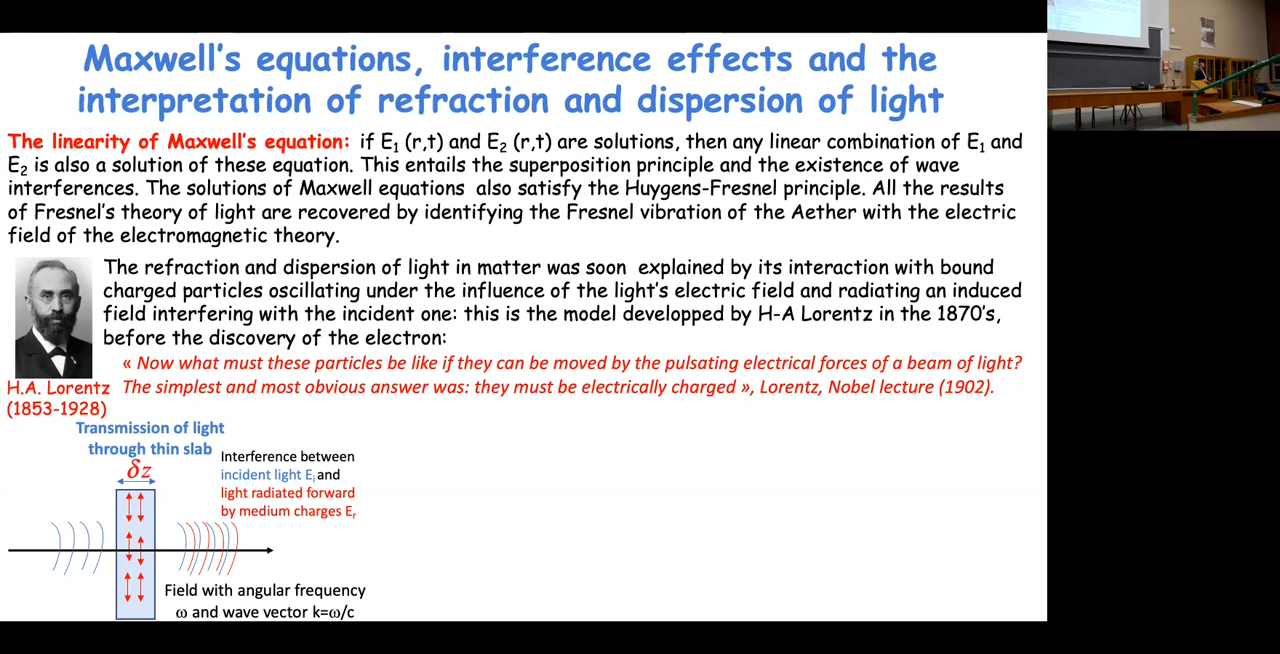 Maxwell's equations, interference effects and the
interpretation of refraction and dispersion of light
The linearity of Maxwell's equation: if E₁ (r,t) and E₂ (r,t) are solutions, then any linear combination of E₁ and
E₂ is also a solution of these equation. This entails the superposition principle and the existence of wave
interferences. The solutions of Maxwell equations also satisfy the Huygens-Fresnel principle. All the results
of Fresnel's theory of light are recovered by identifying the Fresnel vibration of the Aether with the electric
field of the electromagnetic theory.
The refraction and dispersion of light in matter was soon explained by its interaction with bound
charged particles oscillating under the influence of the light's electric field and radiating an induced
field interfering with the incident one: this is the model developped by H-A Lorentz in the 1870's,
before the discovery of the electron:
« Now what must these particles be like if they can be moved by the pulsating electrical forces of a beam of light?
The simplest and most obvious answer was: they must be electrically charged », Lorentz, Nobel lecture (1902).
H.A. Lorentz
(1853-1928)
Transmission of light
through thin slab
δz
Interference between
incident light Eᵢ and
light radiated forward
by medium charges Eᵣ
Field with angular frequency
ω and wave vector k=ω/c